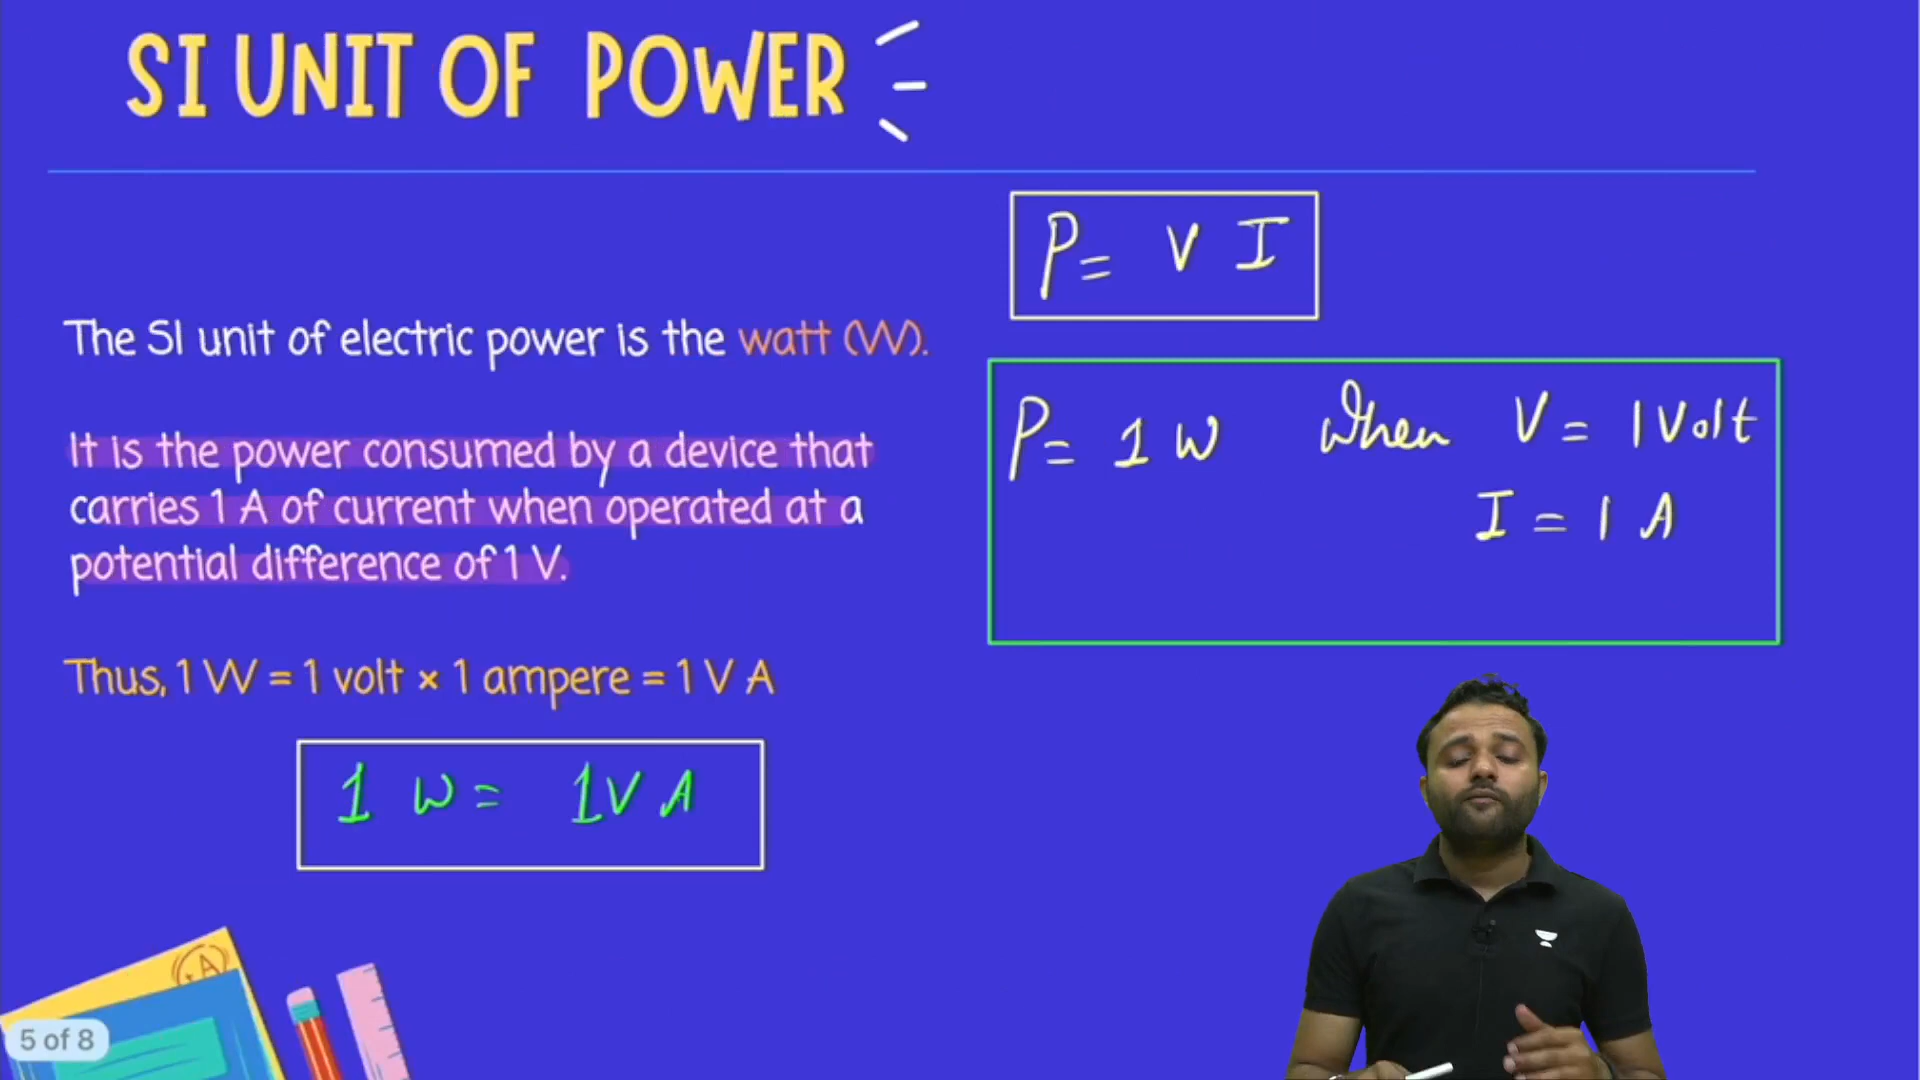 SI UNIT OF POWER
P = V I
The SI unit of electric power is the watt (W).
It is the power consumed by a device that
carries 1 A of current when operated at a
potential difference of 1 V.
P = 1 W when V = 1 Volt
I = 1 A
Thus, 1 W = 1 volt × 1 ampere = 1 V A
1 W = 1 V A
A
5 of 8